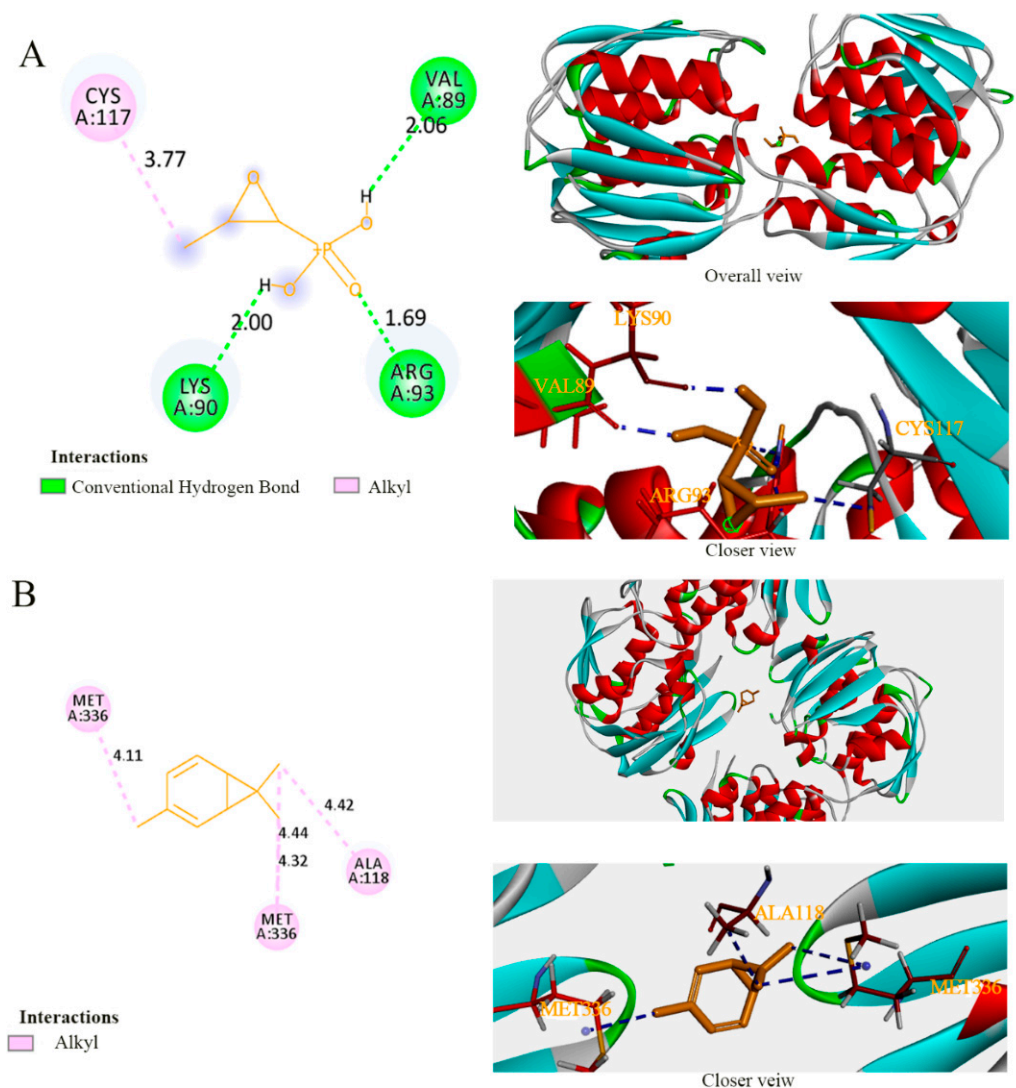 A
CYS
A:117
VAL
A:89
2.06
3.77
O
H
O
+P
H
O
O
2.00
1.69
LYS
A:90
ARG
A:93
Interactions
Conventional Hydrogen Bond
Alkyl
Overall veiw
LYS90
VAL89
CYS117
ARG93
Closer view
B
MET
A:336
4.11
4.42
4.44
4.32
ALA
A:118
MET
A:336
Interactions
Alkyl
ALA118
MET336
MET336
Closer veiw